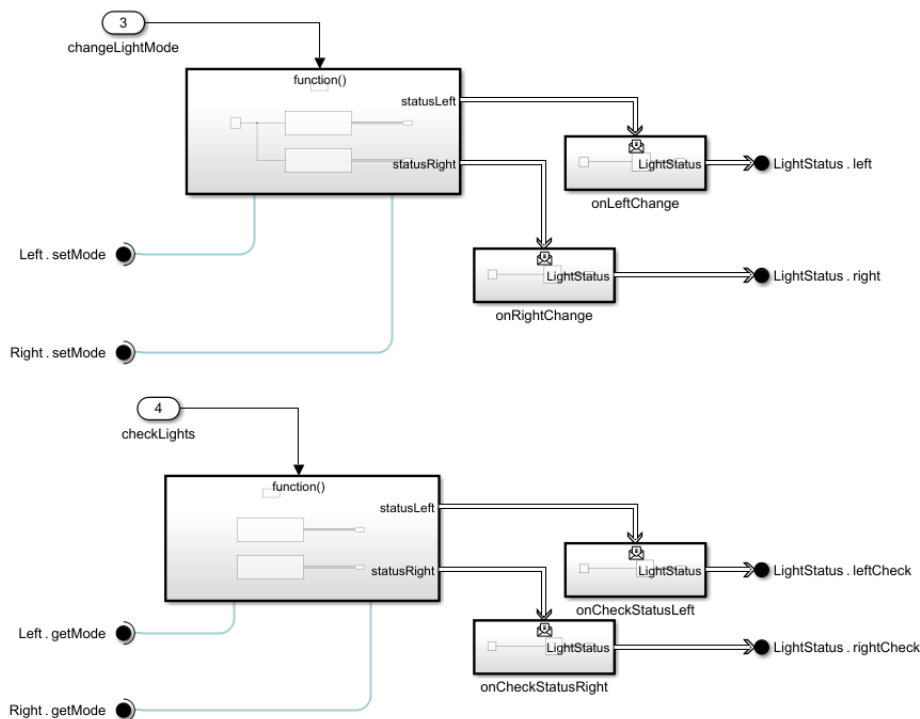 3
changeLightMode
function()
statusLeft
statusRight
LightStatus
onLeftChange
LightStatus . left
LightStatus
onRightChange
LightStatus . right
Left . setMode
Right . setMode
4
checkLights
function()
statusLeft
statusRight
LightStatus
onCheckStatusLeft
LightStatus . leftCheck
LightStatus
onCheckStatusRight
LightStatus . rightCheck
Left . getMode
Right . getMode